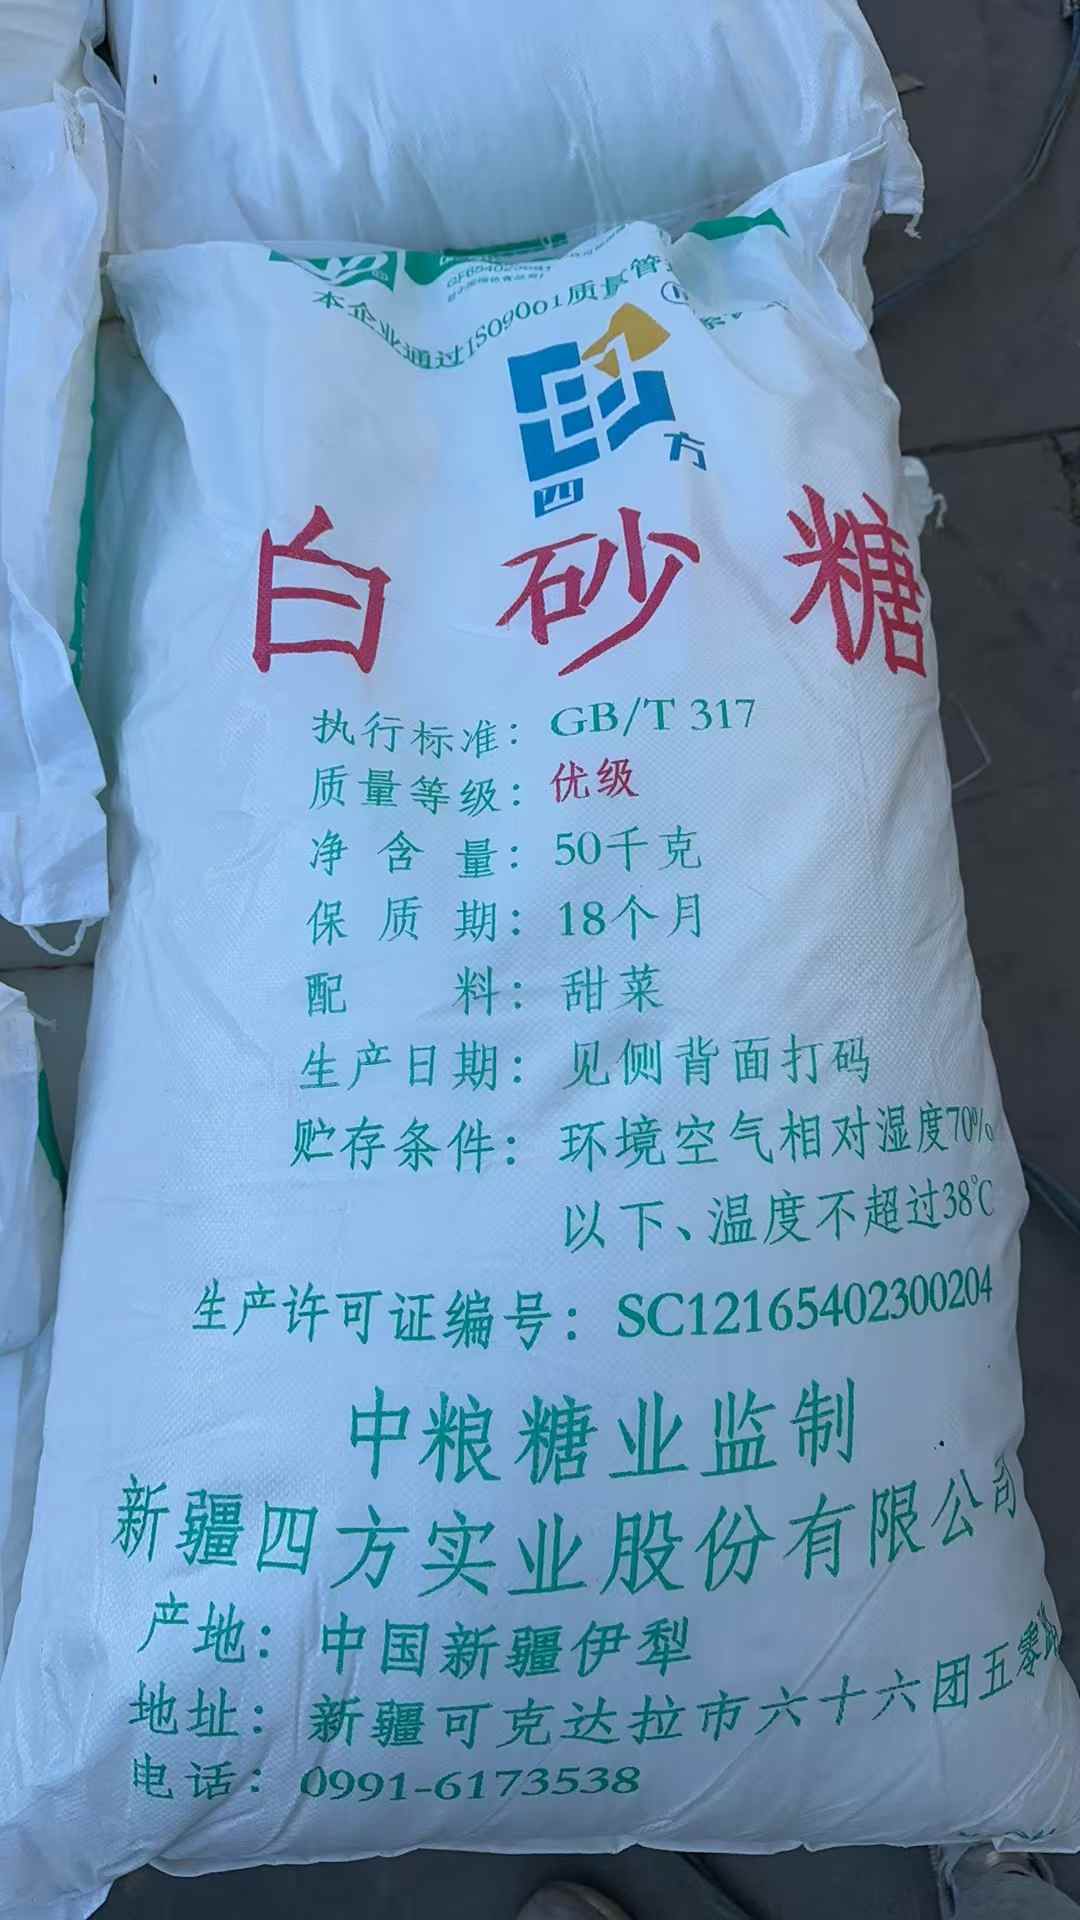 本企业通过ISO9001质量管
四方
白砂糖
执行标准：GB/T 317
质量等级：优级
净含量：50千克
保质期：18个月
配料：甜菜
生产日期：见侧背面打码
贮存条件：环境空气相对湿度70%
以下、温度不超过38℃
生产许可证编号：SC12165402300204
中粮糖业监制
新疆四方实业股份有限公司
产地：中国新疆伊犁
地址：新疆可克达拉市六十六团五零
电话：0991-6173538